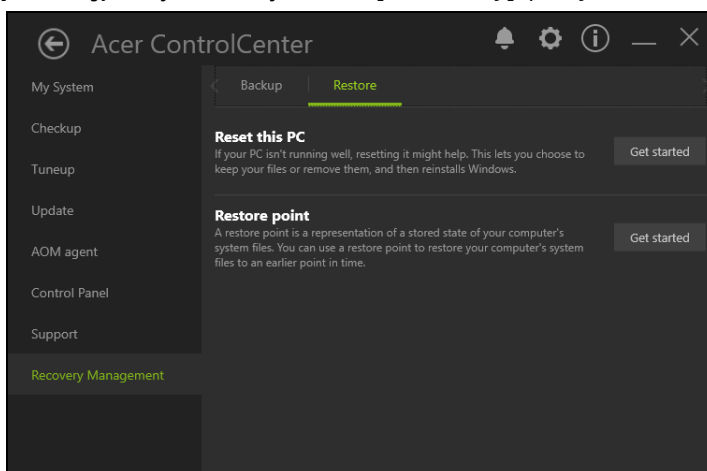 Acer ControlCenter
My System
Checkup
Tuneup
Update
AOM agent
Control Panel
Support
Recovery Management
Backup
Restore
Reset this PC
If your PC isn't running well, resetting it might help. This lets you choose to
keep your files or remove them, and then reinstalls Windows.
Get started
Restore point
A restore point is a representation of a stored state of your computer's
system files. You can use a restore point to restore your computer's system
files to an earlier point in time.
Get started